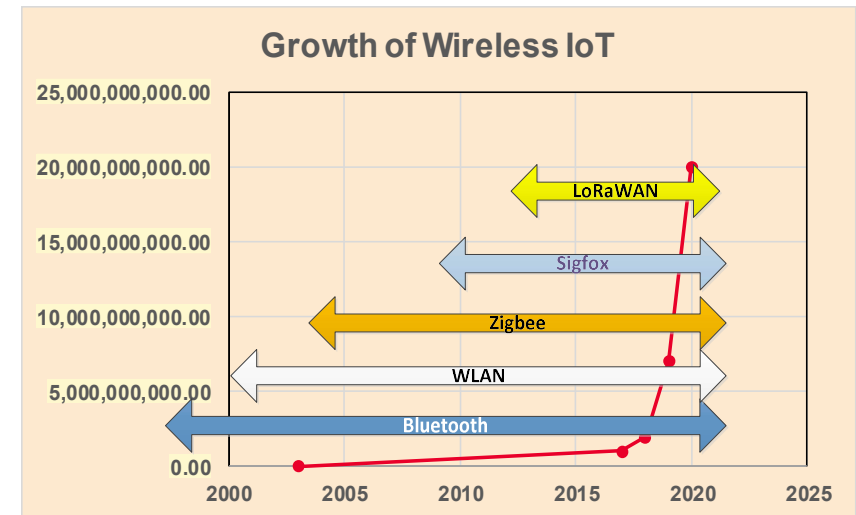 Growth of Wireless IoT
25,000,000,000.00
20,000,000,000.00
LoRaWAN
15,000,000,000.00
Sigfox
10,000,000,000.00
Zigbee
WLAN
5,000,000,000.00
Bluetooth
0.00
2000 2005 2010 2015 2020 2025